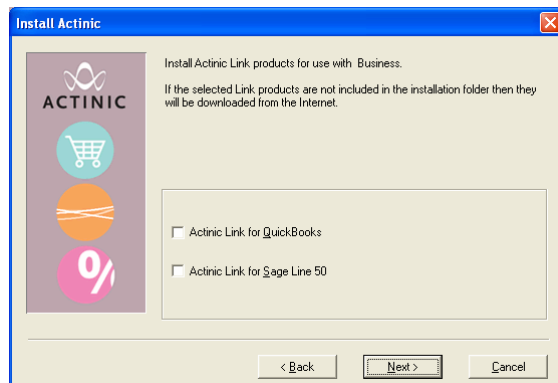 Install Actinic
ACTINIC
%
Install Actinic Link products for use with Business.
If the selected Link products are not included in the installation folder then they
will be downloaded from the Internet.
Actinic Link for QuickBooks
Actinic Link for Sage Line 50
< Back
Next >
Cancel